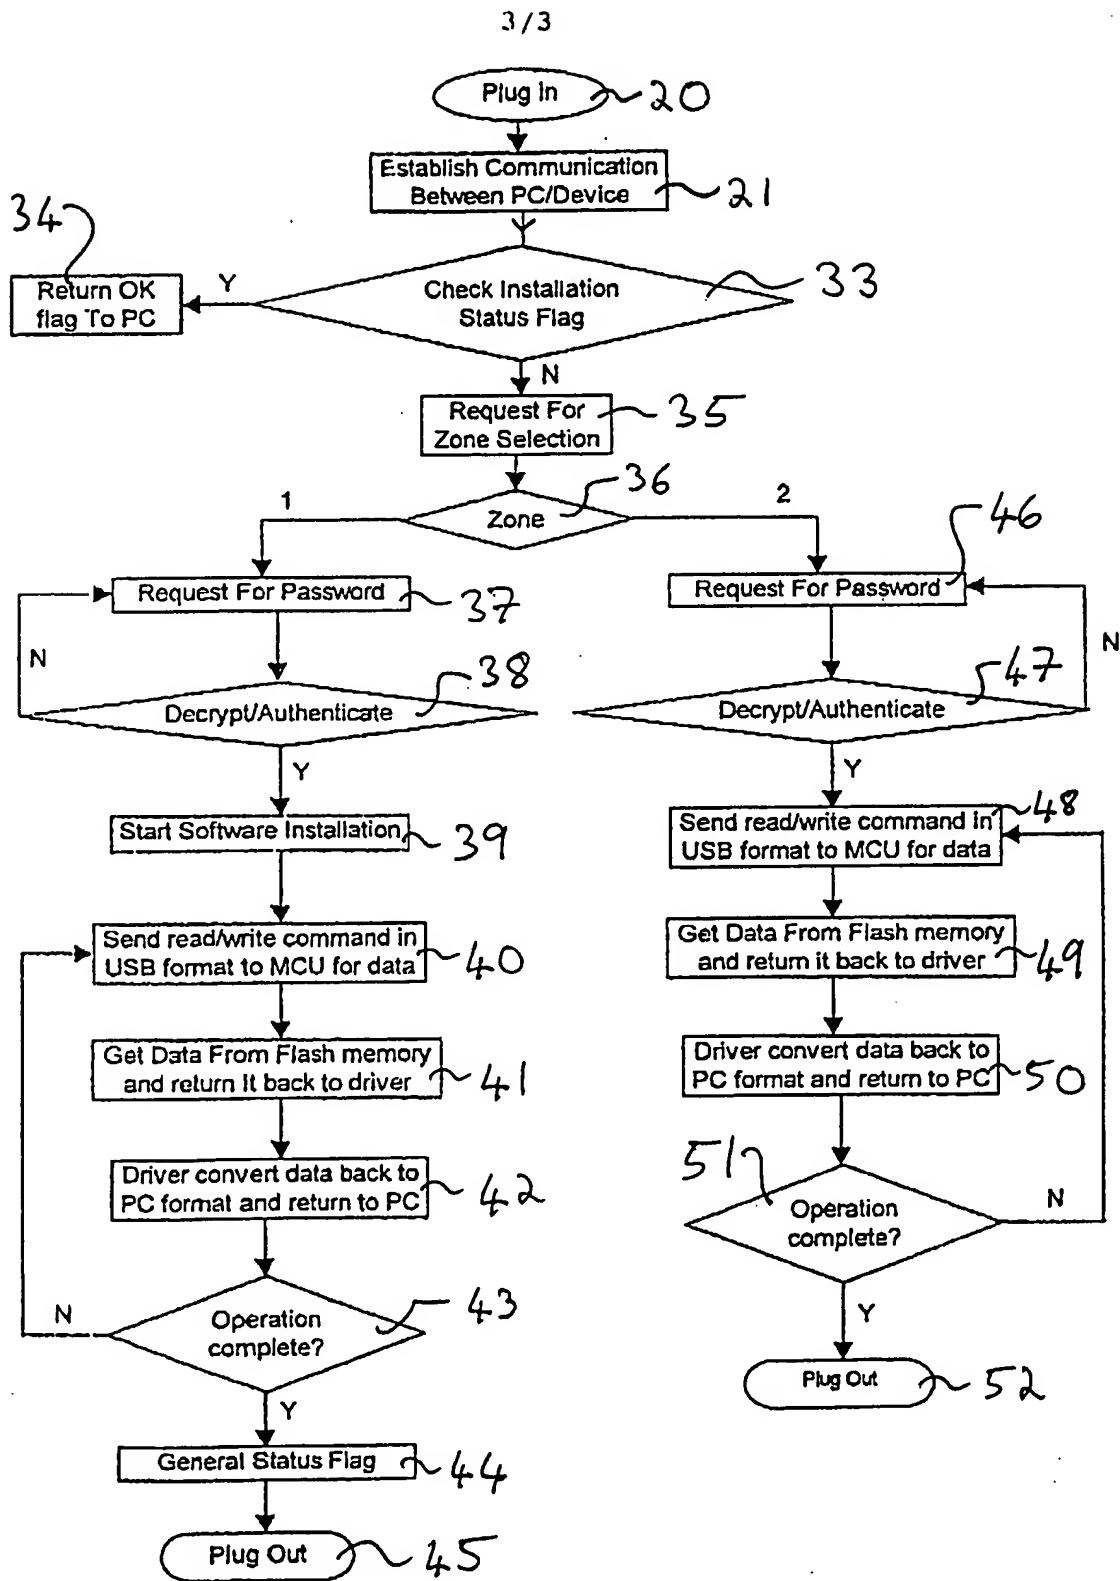 3/3
Plug In
20
Establish Communication
Between PC/Device
21
34
Return OK
flag To PC
Y
Check Installation
Status Flag
33
N
Request For
Zone Selection
35
1
Zone
36
2
46
Request For Password
37
Request For Password
N
N
38
Decrypt/Authenticate
47
Decrypt/Authenticate
Y
Y
Start Software Installation
39
48
Send read/write command in
USB format to MCU for data
Send read/write command in
USB format to MCU for data
40
Get Data From Flash memory
and return it back to driver
49
Get Data From Flash memory
and return It back to driver
41
Driver convert data back to
PC format and return to PC
50
Driver convert data back to
PC format and return to PC
42
51
Operation
complete?
N
N
Operation
complete?
43
Y
Plug Out
52
Y
General Status Flag
44
Plug Out
45